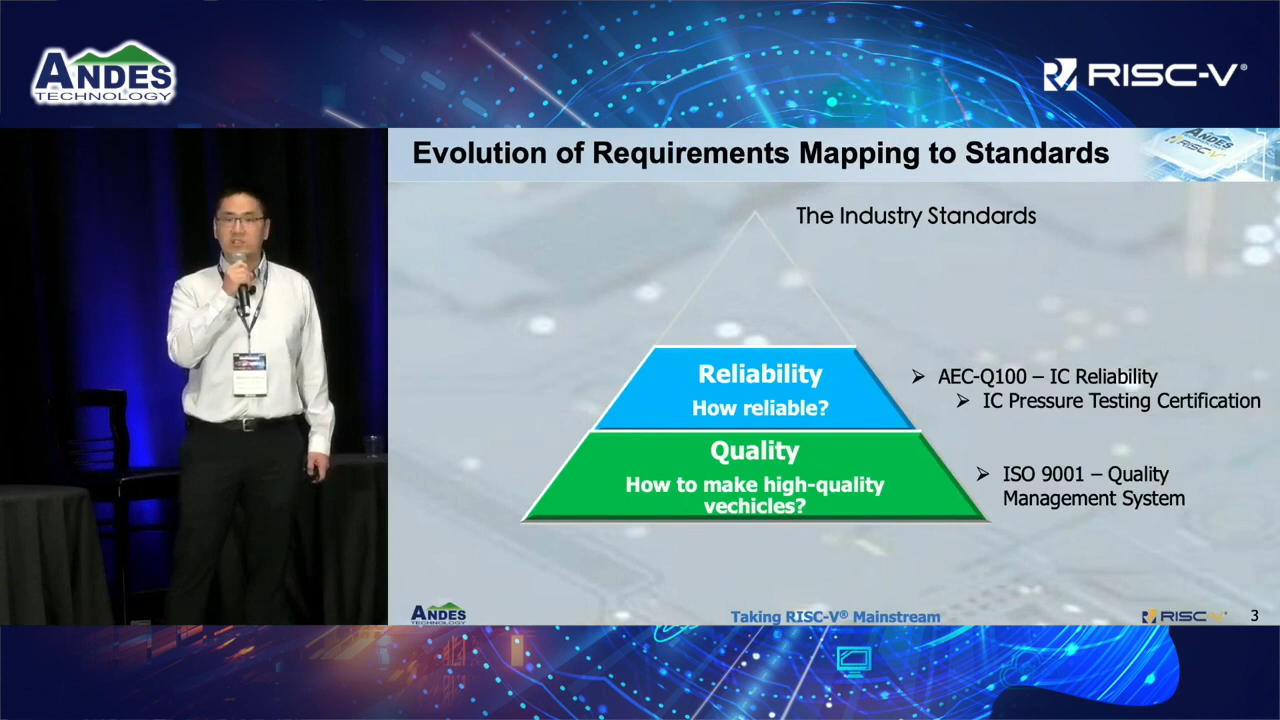 ANDES
TECHNOLOGY
RISC-V®
Evolution of Requirements Mapping to Standards
ANDES
RISC-V
The Industry Standards
Reliability
How reliable?
➢ AEC-Q100 – IC Reliability
➢ IC Pressure Testing Certification
Quality
How to make high-quality
vechicles?
➢ ISO 9001 – Quality
Management System
ANDES
TECHNOLOGY
Taking RISC-V® Mainstream
RISC-V
3